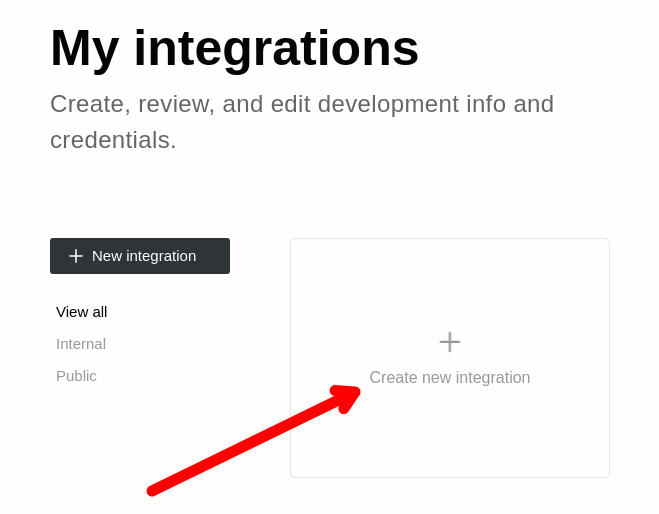 My integrations
Create, review, and edit development info and
credentials.
New integration
View all
Internal
Public
Create new integration